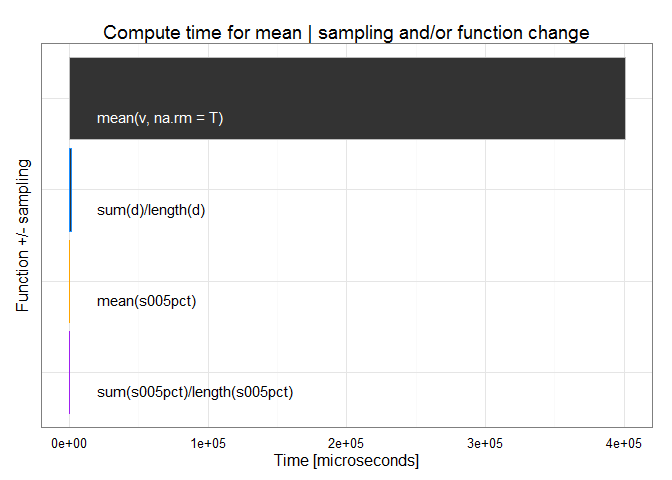 Compute time for mean | sampling and/or function change
Function +/- sampling
mean(v, na.rm = T)
sum(d)/length(d)
mean(s005pct)
sum(s005pct)/length(s005pct)
0e+00 1e+05 2e+05 3e+05 4e+05
Time [microseconds]